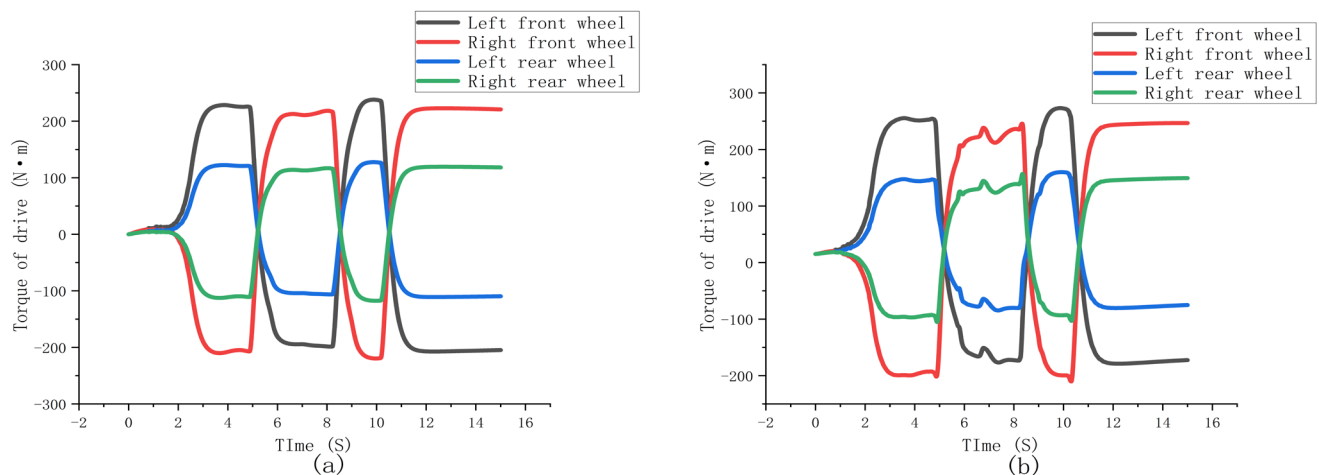 Left front wheel
Right front wheel
Left rear wheel
Right rear wheel
300
200
100
0
-100
-200
-300
Torque of drive (N·m)
-2 0 2 4 6 8 10 12 14 16
TIme (S)
(a)
Left front wheel
Right front wheel
Left rear wheel
Right rear wheel
300
200
100
0
-100
-200
Torque of drive (N·m)
-2 0 2 4 6 8 10 12 14 16
TIme (S)
(b)